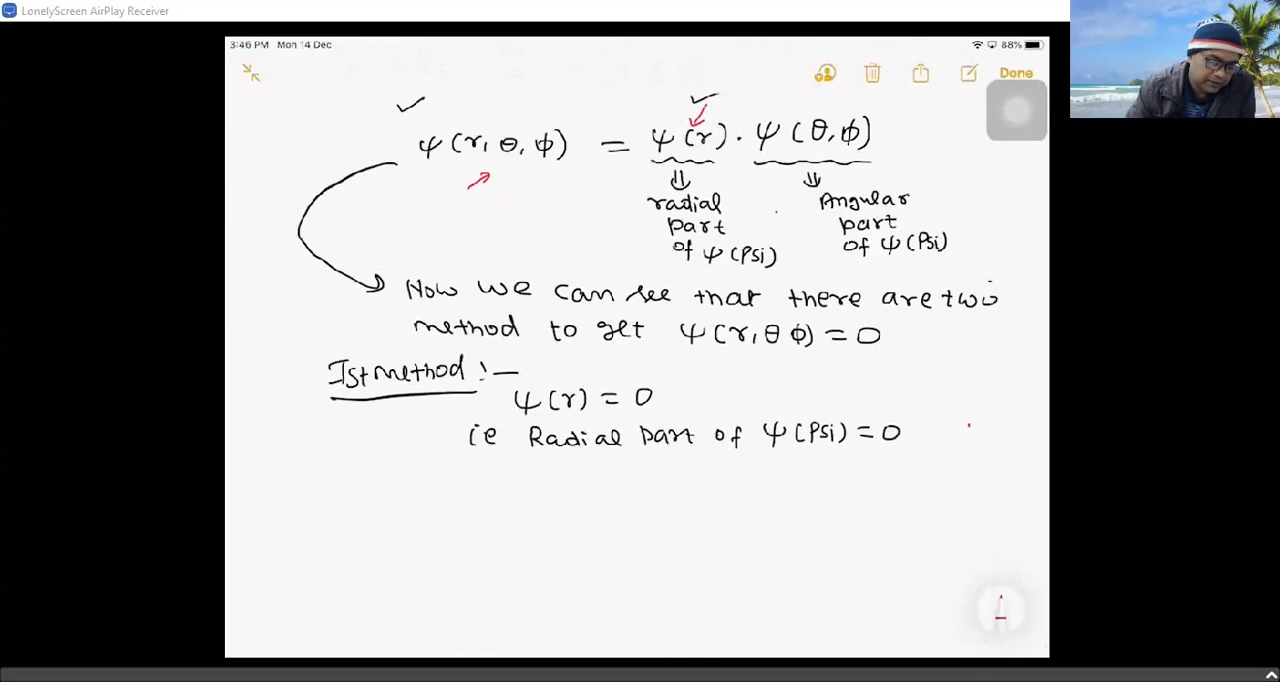 LonelyScreen AirPlay Receiver
3:46 PM Mon 14 Dec
88%
Done
ψ (r, θ, φ) = ψ (r) . ψ (θ, φ)
radial part of ψ (Psi)
Angular part of ψ (Psi)
Now we can see that there are two
method to get ψ (r, θ φ) = 0
Ist method :—
ψ (r) = 0
ie Radial part of ψ (Psi) = 0